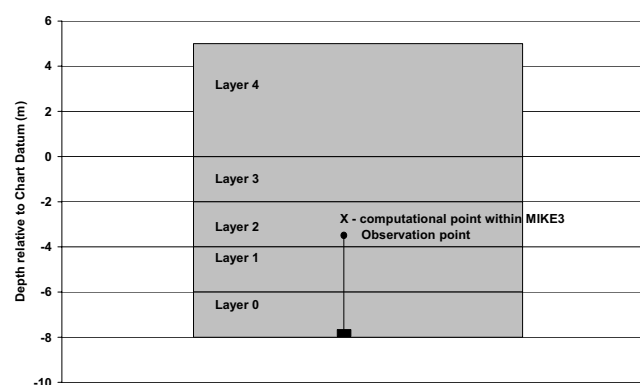 6
4
2
0
-2
-4
-6
-8
-10
Depth relative to Chart Datum (m)
Layer 4
Layer 3
X - computational point within MIKE3
Layer 2
Observation point
Layer 1
Layer 0